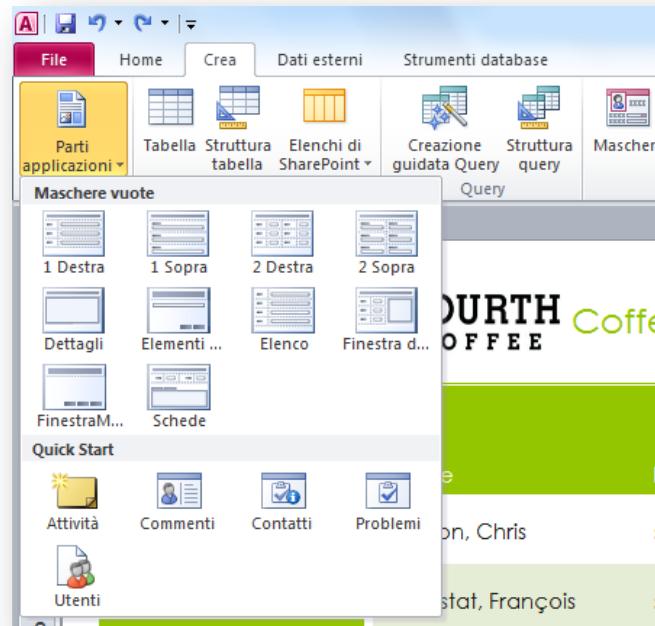 A
File Home Crea Dati esterni Strumenti database
Parti applicazioni
Tabella
Struttura tabella
Elenchi di SharePoint
Creazione guidata Query
Struttura query
Mascher
Query
Maschere vuote
1 Destra 1 Sopra 2 Destra 2 Sopra
Dettagli Elementi ... Elenco Finestra d...
FinestraM... Schede
Quick Start
Attività Commenti Contatti Problemi
Utenti
OURTH
OFFEE
Coffe
e
on, Chris
stat, François